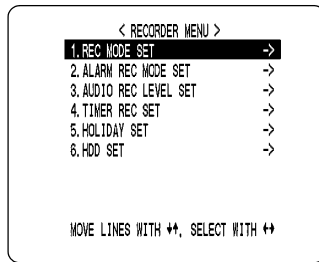 < RECORDER MENU >
1. REC MODE SET ->
2. ALARM REC MODE SET ->
3. AUDIO REC LEVEL SET ->
4. TIMER REC SET ->
5. HOLIDAY SET ->
6. HDD SET ->
MOVE LINES WITH ↓↑, SELECT WITH ←→